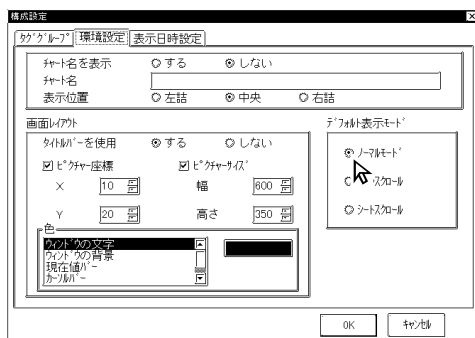 構成設定
ﾀｸﾞｸﾞﾙｰﾌﾟ 環境設定 表示日時設定
ﾁｬｰﾄ名を表示 する しない
ﾁｬｰﾄ名
表示位置 左詰 中央 右詰
画面ﾚｲｱｳﾄ
ﾀｲﾄﾙﾊﾞｰを使用 する しない
ﾋﾟｸﾁｬｰ座標 ﾋﾟｸﾁｬｰｻｲｽﾞ
X 10 幅 600
Y 20 高さ 350
色
ｳｨﾝﾄﾞｳの文字
ｳｨﾝﾄﾞｳの背景
現在値ﾊﾞｰ
ｶｰｿﾙﾊﾞｰ
ﾃﾞﾌｫﾙﾄ表示ﾓｰﾄﾞ
ﾉｰﾏﾙﾓｰﾄﾞ
ｽｸﾛｰﾙ
ｼｰﾄｽｸﾛｰﾙ
OK ｷｬﾝｾﾙ